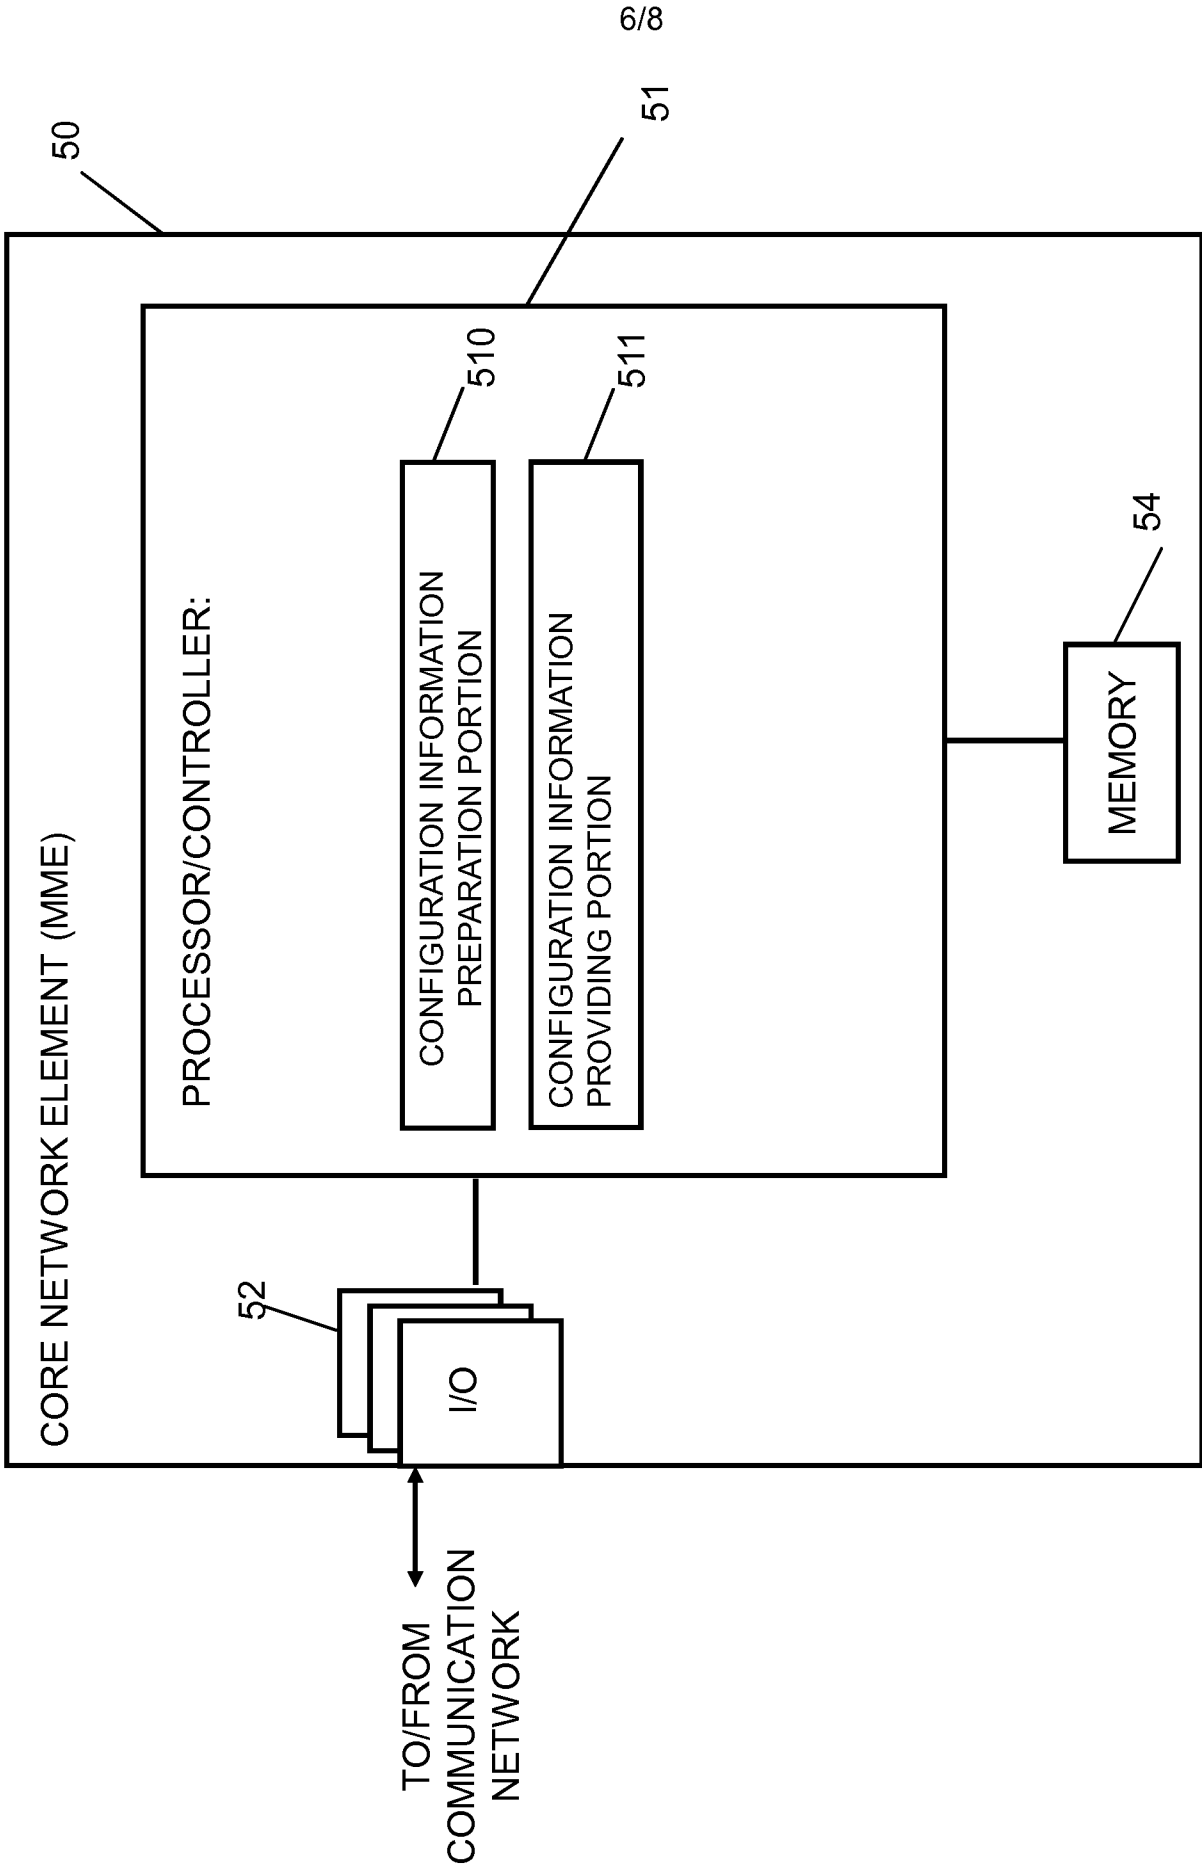 6/8
50
51
CORE NETWORK ELEMENT (MME)
PROCESSOR/CONTROLLER:
510
CONFIGURATION INFORMATION
PREPARATION PORTION
511
CONFIGURATION INFORMATION
PROVIDING PORTION
52
I/O
TO/FROM
COMMUNICATION
NETWORK
54
MEMORY